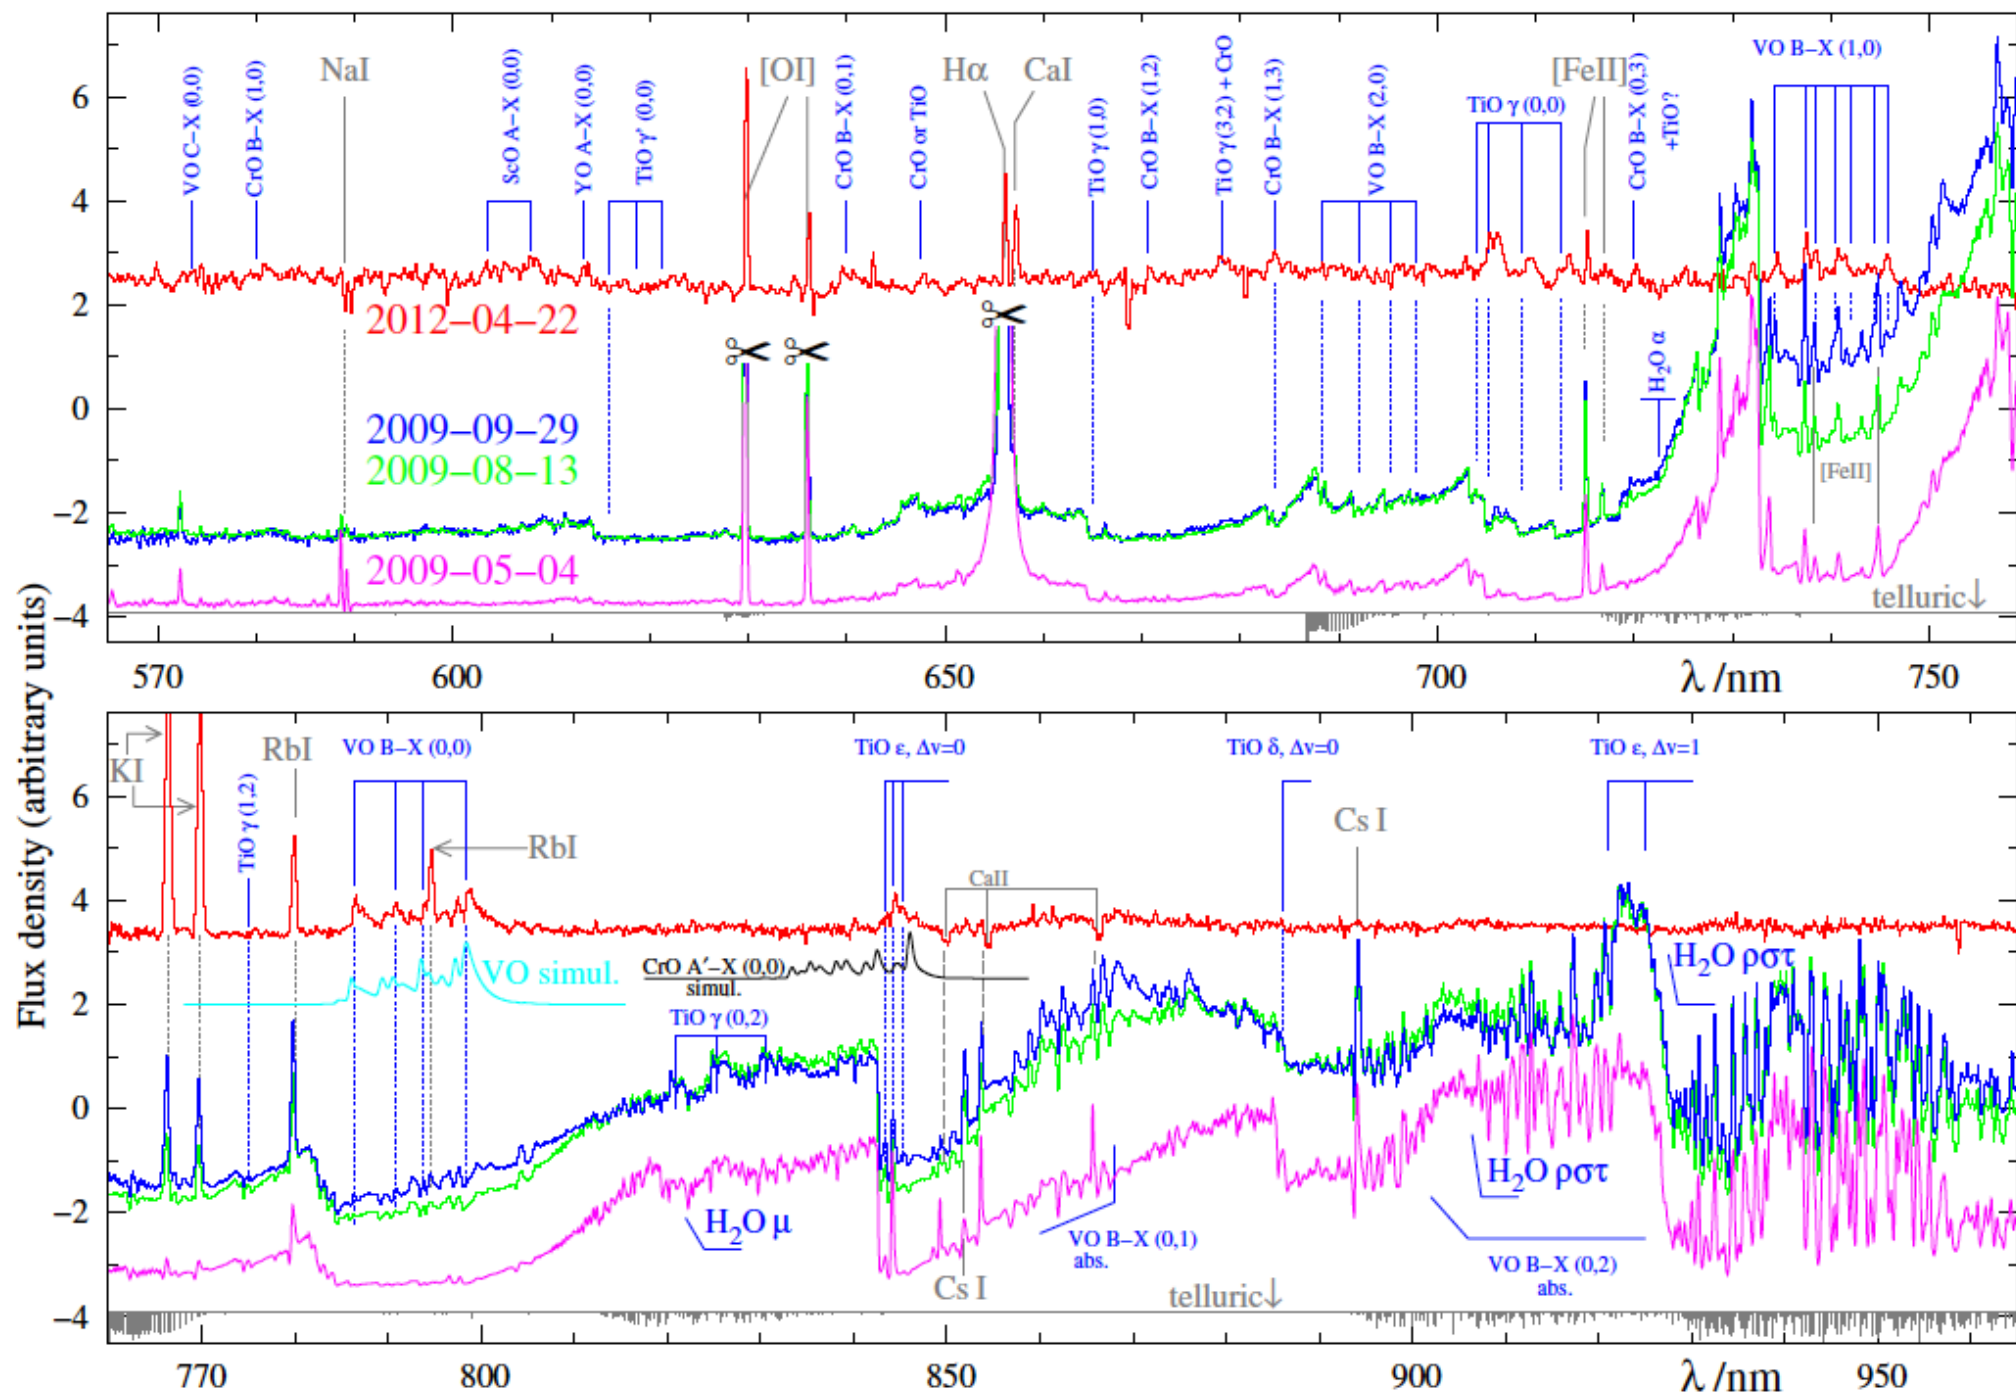 Flux density (arbitrary units)
VO C−X (0,0)
CrO B−X (1,0)
NaI
ScO A−X (0,0)
YO A−X (0,0)
TiO γ' (0,0)
[OI]
CrO B−X (0,1)
CrO or TiO
Hα
CaI
TiO γ (1,0)
CrO B−X (1,2)
TiO γ (3,2) + CrO
CrO B−X (1,3)
VO B−X (2,0)
TiO γ (0,0)
[FeII]
CrO B−X (0,3)
+TiO?
VO B−X (1,0)
6
4
2
0
−2
−4
2012−04−22
2009−09−29
2009−08−13
2009−05−04
H2O α
[FeII]
telluric↓
570 600 650 700 λ /nm 750
KI
TiO γ (1,2)
RbI
VO B−X (0,0)
RbI
TiO ε, Δv=0
TiO δ, Δv=0
TiO ε, Δv=1
6
4
2
0
−2
−4
CaII
Cs I
VO simul.
CrO A′−X (0,0)
simul.
TiO γ (0,2)
H2O ρστ
H2O μ
H2O ρστ
VO B−X (0,1)
abs.
VO B−X (0,2)
abs.
Cs I
telluric↓
770 800 850 900 λ /nm 950